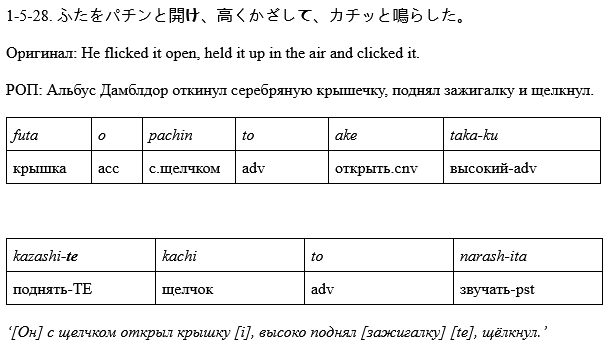 1-5-28. ふたをパチンと開け、高くかざして、カチッと鳴らした。
Оригинал: He flicked it open, held it up in the air and clicked it.
РОП: Альбус Дамблдор откинул серебряную крышечку, поднял зажигалку и щелкнул.
futa o pachin to ake taka-ku
крышка acc с.щелчком adv открыть.cnv высокий-adv
kazashi-te kachi to narash-ita
поднять-TE щелчок adv звучать-pst
‘[Он] с щелчком открыл крышку [i], высоко поднял [зажигалку] [te], щёлкнул.’